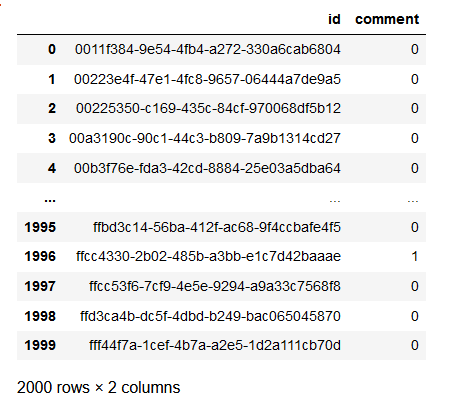 id comment
0 0011f384-9e54-4fb4-a272-330a6cab6804 0
1 00223e4f-47e1-4fc8-9657-06444a7de9a5 0
2 00225350-c169-435c-84cf-970068df5b12 0
3 00a3190c-90c1-44c3-b809-7a9b1314cd27 0
4 00b3f76e-fda3-42cd-8884-25e03a5dba64 0
... ... ...
1995 ffbd3c14-56ba-412f-ac68-9f4ccbafe4f5 0
1996 ffcc4330-2b02-485b-a3bb-e1c7d42baaae 1
1997 ffcc53f6-7cf9-4e5e-9294-a9a33c7568f8 0
1998 ffd3ca4b-dc5f-4dbd-b249-bac065045870 0
1999 fff44f7a-1cef-4b7a-a2e5-1d2a111cb70d 0
2000 rows × 2 columns